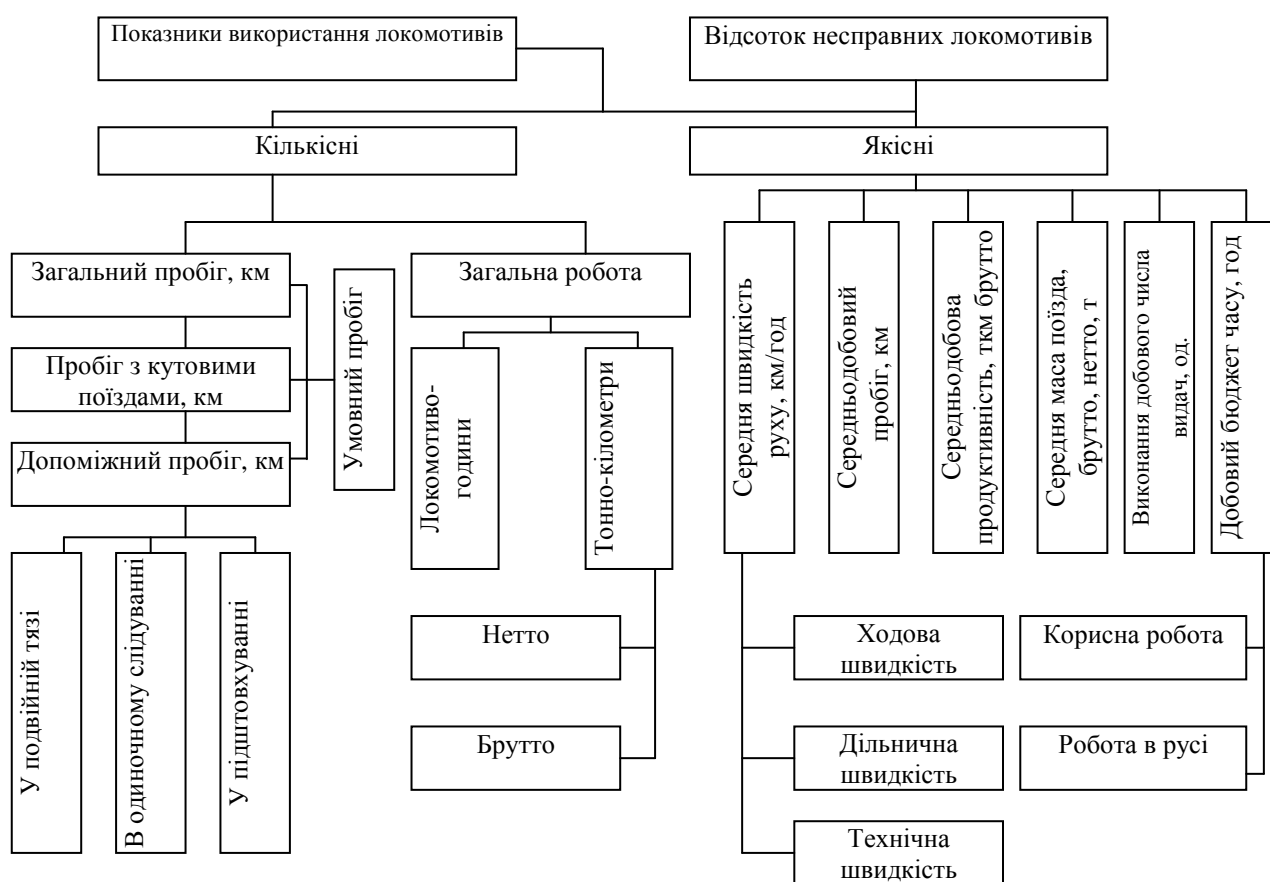 Показники використання локомотивів
Відсоток несправних локомотивів
Кількісні
Якісні
Загальний пробіг, км
Пробіг з кутовими
поїздами, км
Допоміжний пробіг, км
Умовний пробіг
У подвійній тязі
В одиночному слідуванні
У підштовхуванні
Загальна робота
Локомотиво-
години
Тонно-кілометри
Нетто
Брутто
Середня швидкість
руху, км/год
Середньодобовий
пробіг, км
Середньодобова
продуктивність, ткм брутто
Середня маса поїзда,
брутто, нетто, т
Виконання добового числа
видач, од.
Добовий бюджет часу, год
Ходова
швидкість
Дільнична
швидкість
Технічна
швидкість
Корисна робота
Робота в русі